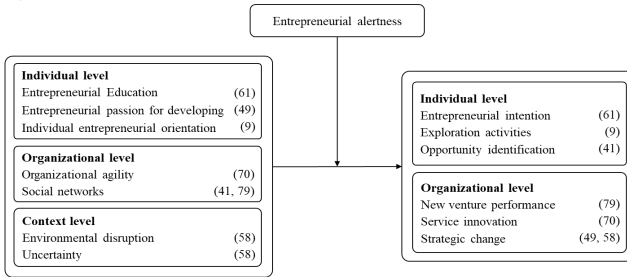 Entrepreneurial alertness
Individual level
Entrepreneurial Education (61)
Entrepreneurial passion for developing (49)
Individual entrepreneurial orientation (9)
Organizational level
Organizational agility (70)
Social networks (41, 79)
Context level
Environmental disruption (58)
Uncertainty (58)
Individual level
Entrepreneurial intention (61)
Exploration activities (9)
Opportunity identification (41)
Organizational level
New venture performance (79)
Service innovation (70)
Strategic change (49, 58)